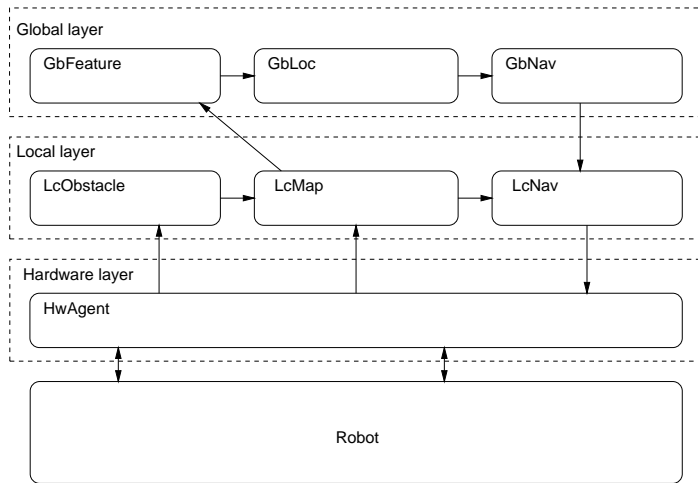 Global layer
GbFeature GbLoc GbNav
Local layer
LcObstacle LcMap LcNav
Hardware layer
HwAgent
Robot